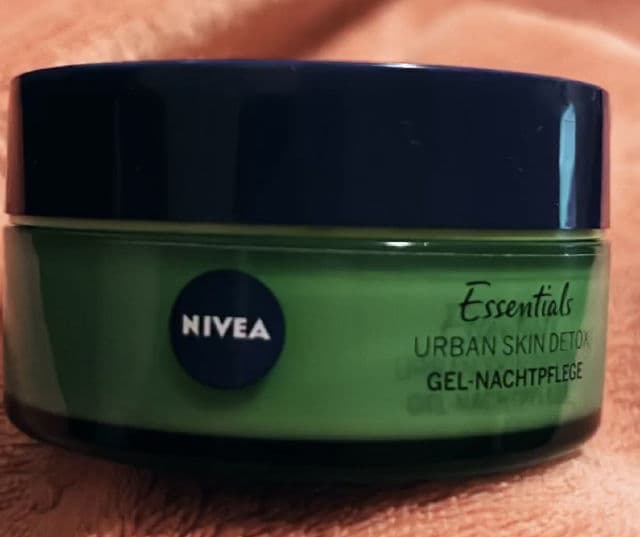 NIVEA
Essentials
URBAN SKIN DETOX
GEL-NACHTPFLEGE